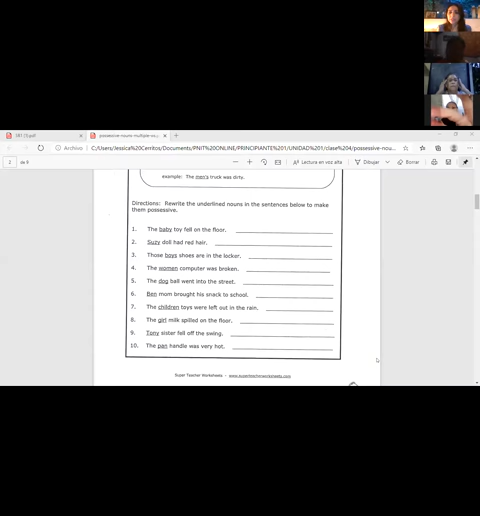 587 (1).pdf
possessive-nouns-multiple-wo.p
Archivo | C:/Users/Jessica%20Cerritos/Documents/PNIT%20ONLINE/PRINCIPIANTE%201/UNIDAD%201/clase%204/possessive-nou...
2 de 8
Lectura en voz alta
Dibujar
Borrar
example: The men's truck was dirty.
Directions: Rewrite the underlined nouns in the sentences below to make
them possessive.
1. The baby toy fell on the floor.
2. Suzy doll had red hair.
3. Those boys shoes are in the locker.
4. The women computer was broken.
5. The dog ball went into the street.
6. Ben mom brought his snack to school.
7. The children toys were left out in the rain.
8. The girl milk spilled on the floor.
9. Tony sister fell off the swing.
10. The pan handle was very hot.
Super Teacher Worksheets - www.superteacherworksheets.com